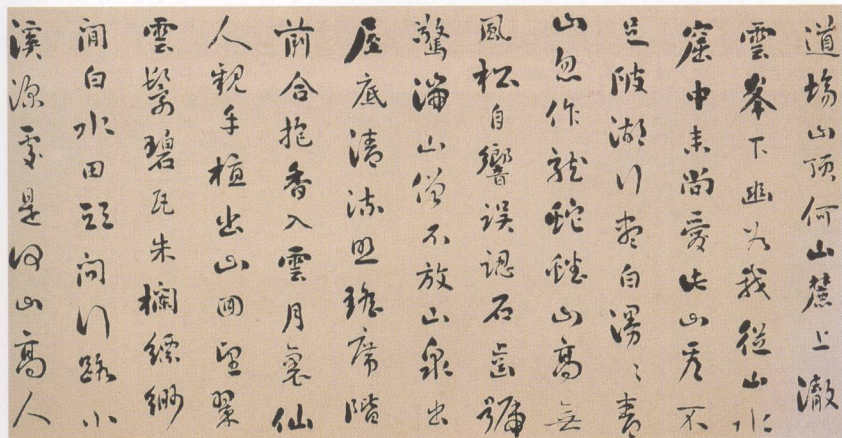 道場山頂何山麓上澈
雲峯下幽谷我從山水
窟中來尚愛此山看不
足陂湖行盡白漫〻青
山忽作龍蛇蟠山高無
風松自響誤認石齒號
驚湍山僧不放山泉出
屋底清流照瑤席階
前合抱香入雲月裏仙
人親手植出山回望翠
雲鬟碧瓦朱欄縹緲
間白水田頭問行路小
溪深處是何山高人